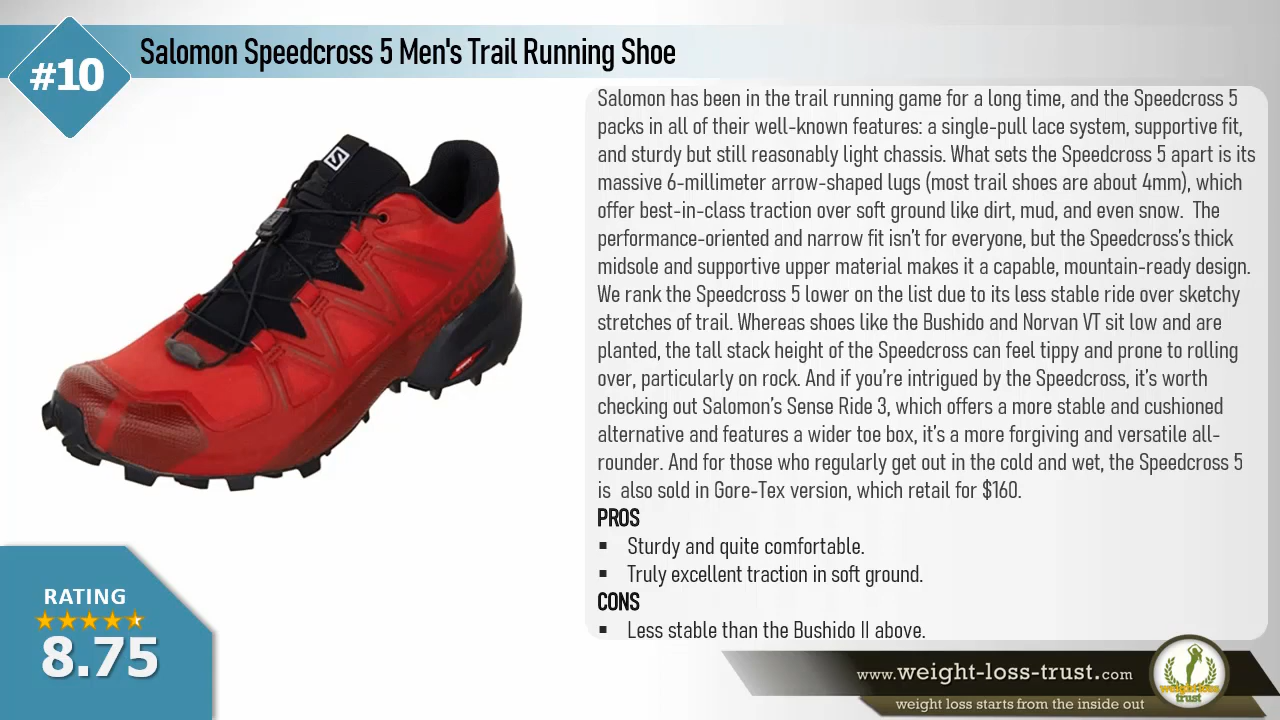 #10
Salomon Speedcross 5 Men's Trail Running Shoe
Salomon has been in the trail running game for a long time, and the Speedcross 5
packs in all of their well-known features: a single-pull lace system, supportive fit,
and sturdy but still reasonably light chassis. What sets the Speedcross 5 apart is its
massive 6-millimeter arrow-shaped lugs (most trail shoes are about 4mm), which
offer best-in-class traction over soft ground like dirt, mud, and even snow. The
performance-oriented and narrow fit isn't for everyone, but the Speedcross's thick
midsole and supportive upper material makes it a capable, mountain-ready design.
We rank the Speedcross 5 lower on the list due to its less stable ride over sketchy
stretches of trail. Whereas shoes like the Bushido and Norvan VT sit low and are
planted, the tall stack height of the Speedcross can feel tippy and prone to rolling
over, particularly on rock. And if you're intrigued by the Speedcross, it's worth
checking out Salomon's Sense Ride 3, which offers a more stable and cushioned
alternative and features a wider toe box, it's a more forgiving and versatile all-
rounder. And for those who regularly get out in the cold and wet, the Speedcross 5
is also sold in Gore-Tex version, which retail for $160.
PROS
▪ Sturdy and quite comfortable.
▪ Truly excellent traction in soft ground.
CONS
▪ Less stable than the Bushido II above.
RATING
8.75
www.weight-loss-trust.com
weight loss starts from the inside out
weight loss
trust